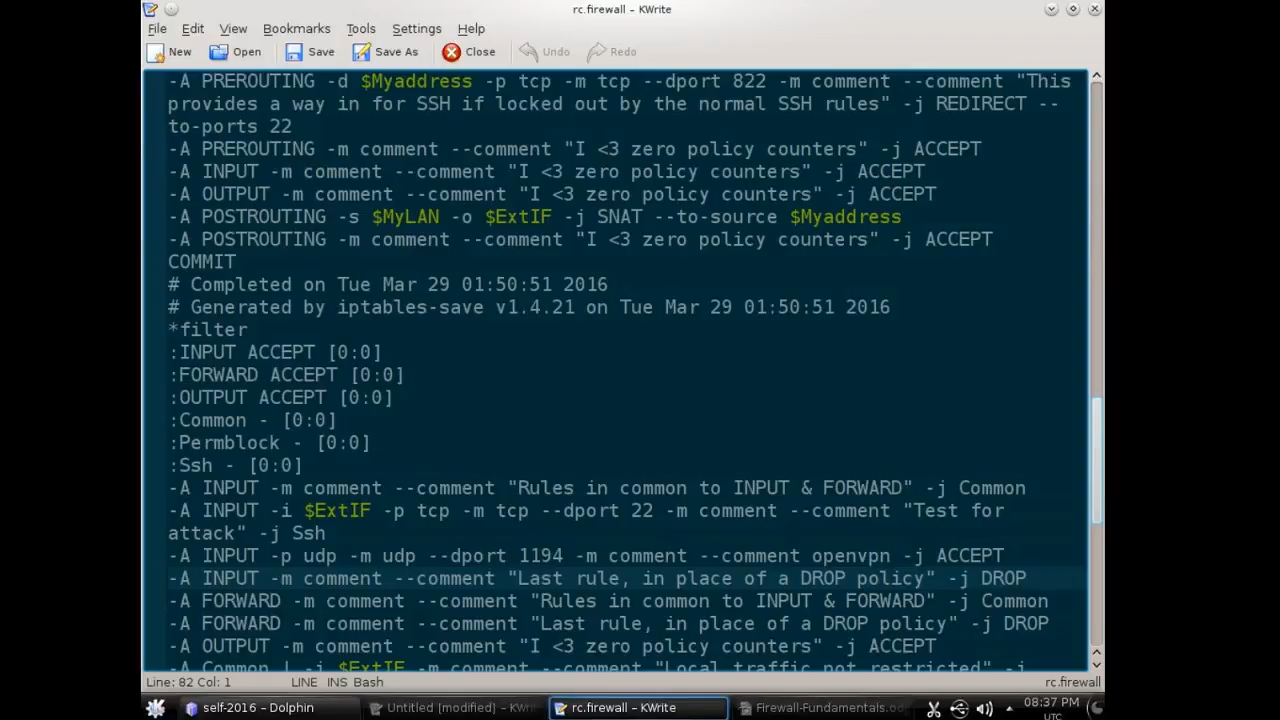 rc.firewall – KWrite
File Edit View Bookmarks Tools Settings Help
New Open Save Save As Close Undo Redo
-A PREROUTING -d $Myaddress -p tcp -m tcp --dport 822 -m comment --comment "This
provides a way in for SSH if locked out by the normal SSH rules" -j REDIRECT --
to-ports 22
-A PREROUTING -m comment --comment "I <3 zero policy counters" -j ACCEPT
-A INPUT -m comment --comment "I <3 zero policy counters" -j ACCEPT
-A OUTPUT -m comment --comment "I <3 zero policy counters" -j ACCEPT
-A POSTROUTING -s $MyLAN -o $ExtIF -j SNAT --to-source $Myaddress
-A POSTROUTING -m comment --comment "I <3 zero policy counters" -j ACCEPT
COMMIT
# Completed on Tue Mar 29 01:50:51 2016
# Generated by iptables-save v1.4.21 on Tue Mar 29 01:50:51 2016
*filter
:INPUT ACCEPT [0:0]
:FORWARD ACCEPT [0:0]
:OUTPUT ACCEPT [0:0]
:Common - [0:0]
:Permblock - [0:0]
:Ssh - [0:0]
-A INPUT -m comment --comment "Rules in common to INPUT & FORWARD" -j Common
-A INPUT -i $ExtIF -p tcp -m tcp --dport 22 -m comment --comment "Test for
attack" -j Ssh
-A INPUT -p udp -m udp --dport 1194 -m comment --comment openvpn -j ACCEPT
-A INPUT -m comment --comment "Last rule, in place of a DROP policy" -j DROP
-A FORWARD -m comment --comment "Rules in common to INPUT & FORWARD" -j Common
-A FORWARD -m comment --comment "Last rule, in place of a DROP policy" -j DROP
-A OUTPUT -m comment --comment "I <3 zero policy counters" -j ACCEPT
-A Common ! -i $ExtIF -m comment --comment "Local traffic not restricted" -j
Line: 82 Col: 1 LINE INS Bash rc.firewall
self-2016 – Dolphin Untitled [modified] – KWri rc.firewall – KWrite Firewall-Fundamentals.od 08:37 PM
UTC